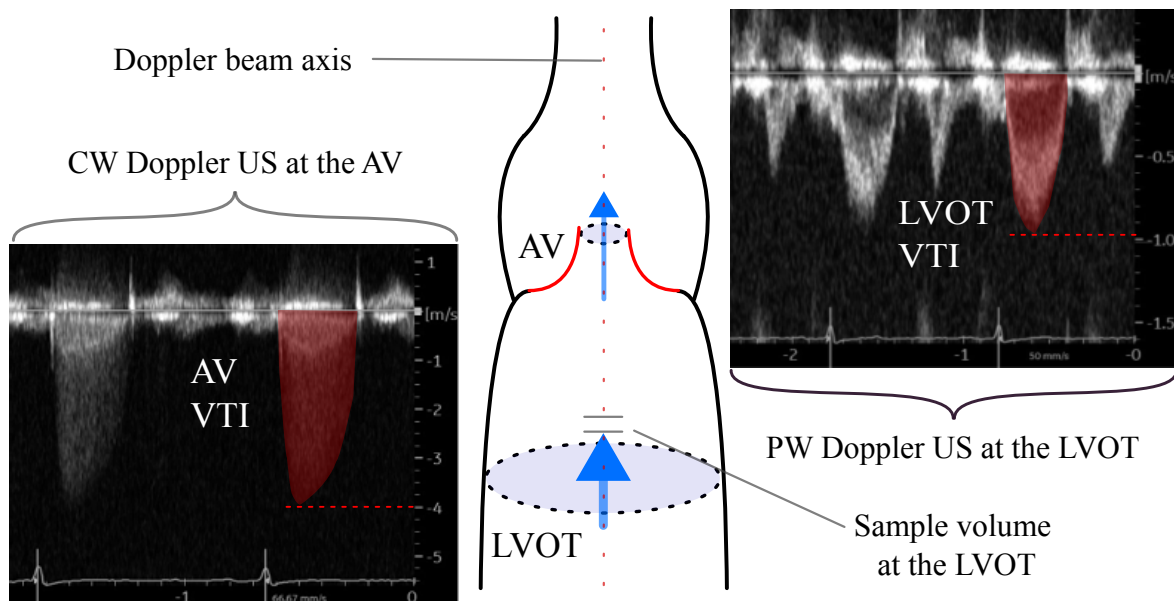 Doppler beam axis
CW Doppler US at the AV
1
[m/s
-1
-2
-3
-4
-5
AV
VTI
66.67 mm/s
-1
0
AV
LVOT
[m/s
-0.5
-1.0
-1.5
LVOT
VTI
-2
-1
50 mm/s
-0
PW Doppler US at the LVOT
Sample volume
at the LVOT